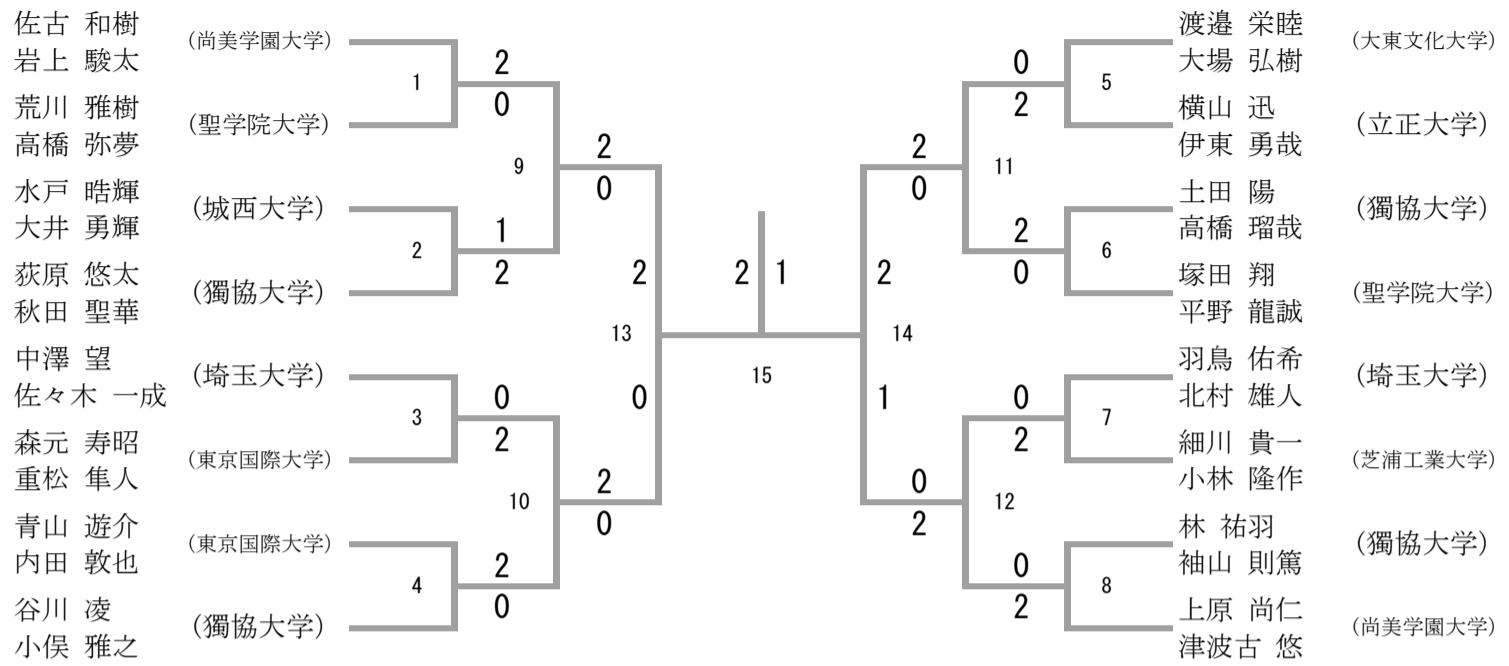 佐古 和樹
岩上 駿太
(尚美学園大学)
1
荒川 雅樹
高橋 弥夢
(聖学院大学)
2
0
9
水戸 晧輝
大井 勇輝
(城西大学)
2
荻原 悠太
秋田 聖華
(獨協大学)
1
2
2
0
中澤 望
佐々木 一成
(埼玉大学)
3
森元 寿昭
重松 隼人
(東京国際大学)
0
2
10
青山 遊介
内田 敦也
(東京国際大学)
4
谷川 凌
小俣 雅之
(獨協大学)
2
0
2
0
13
2
0
2 1
15
渡邉 栄睦
大場 弘樹
(大東文化大学)
5
横山 迅
伊東 勇哉
(立正大学)
0
2
11
土田 陽
高橋 瑠哉
(獨協大学)
6
塚田 翔
平野 龍誠
(聖学院大学)
2
0
2
0
羽鳥 佑希
北村 雄人
(埼玉大学)
7
細川 貴一
小林 隆作
(芝浦工業大学)
0
2
12
林 祐羽
袖山 則篤
(獨協大学)
8
上原 尚仁
津波古 悠
(尚美学園大学)
0
2
0
2
14
2
1